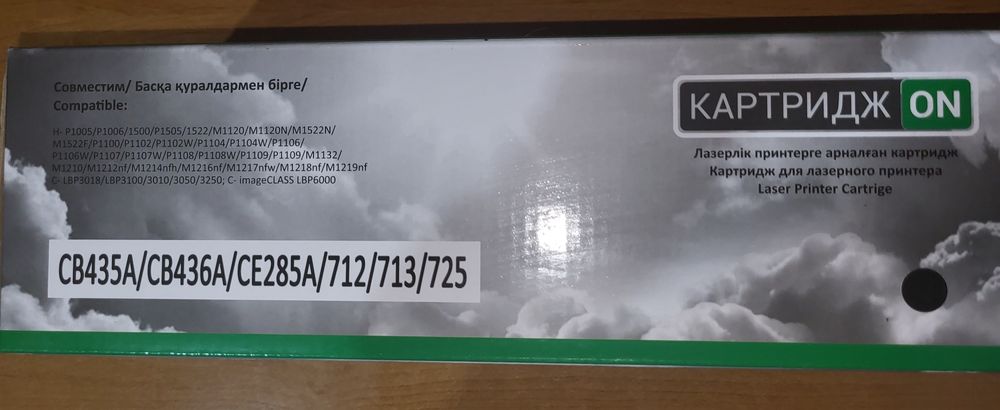 Совместим/ Басқа құралдармен бірге/
Compatible:
H- P1005/P1006/1500/P1505/1522/M1120/M1120N/M1522N/
M1522F/P1100/P1102/P1102W/P1104/P1104W/P1106/
P1106W/P1107/P1107W/P1108/P1108W/P1109/P1109/M1132/
M1210/M1212nf/M1214nfh/M1216nf/M1217nfw/M1218nf/M1219nf
C- LBP3018/LBP3100/3010/3050/3250; C- imageCLASS LBP6000
CB435A/CB436A/CE285A/712/713/725
КАРТРИДЖ ON
Лазерлік принтерге арналған картридж
Картридж для лазерного принтера
Laser Printer Cartrige